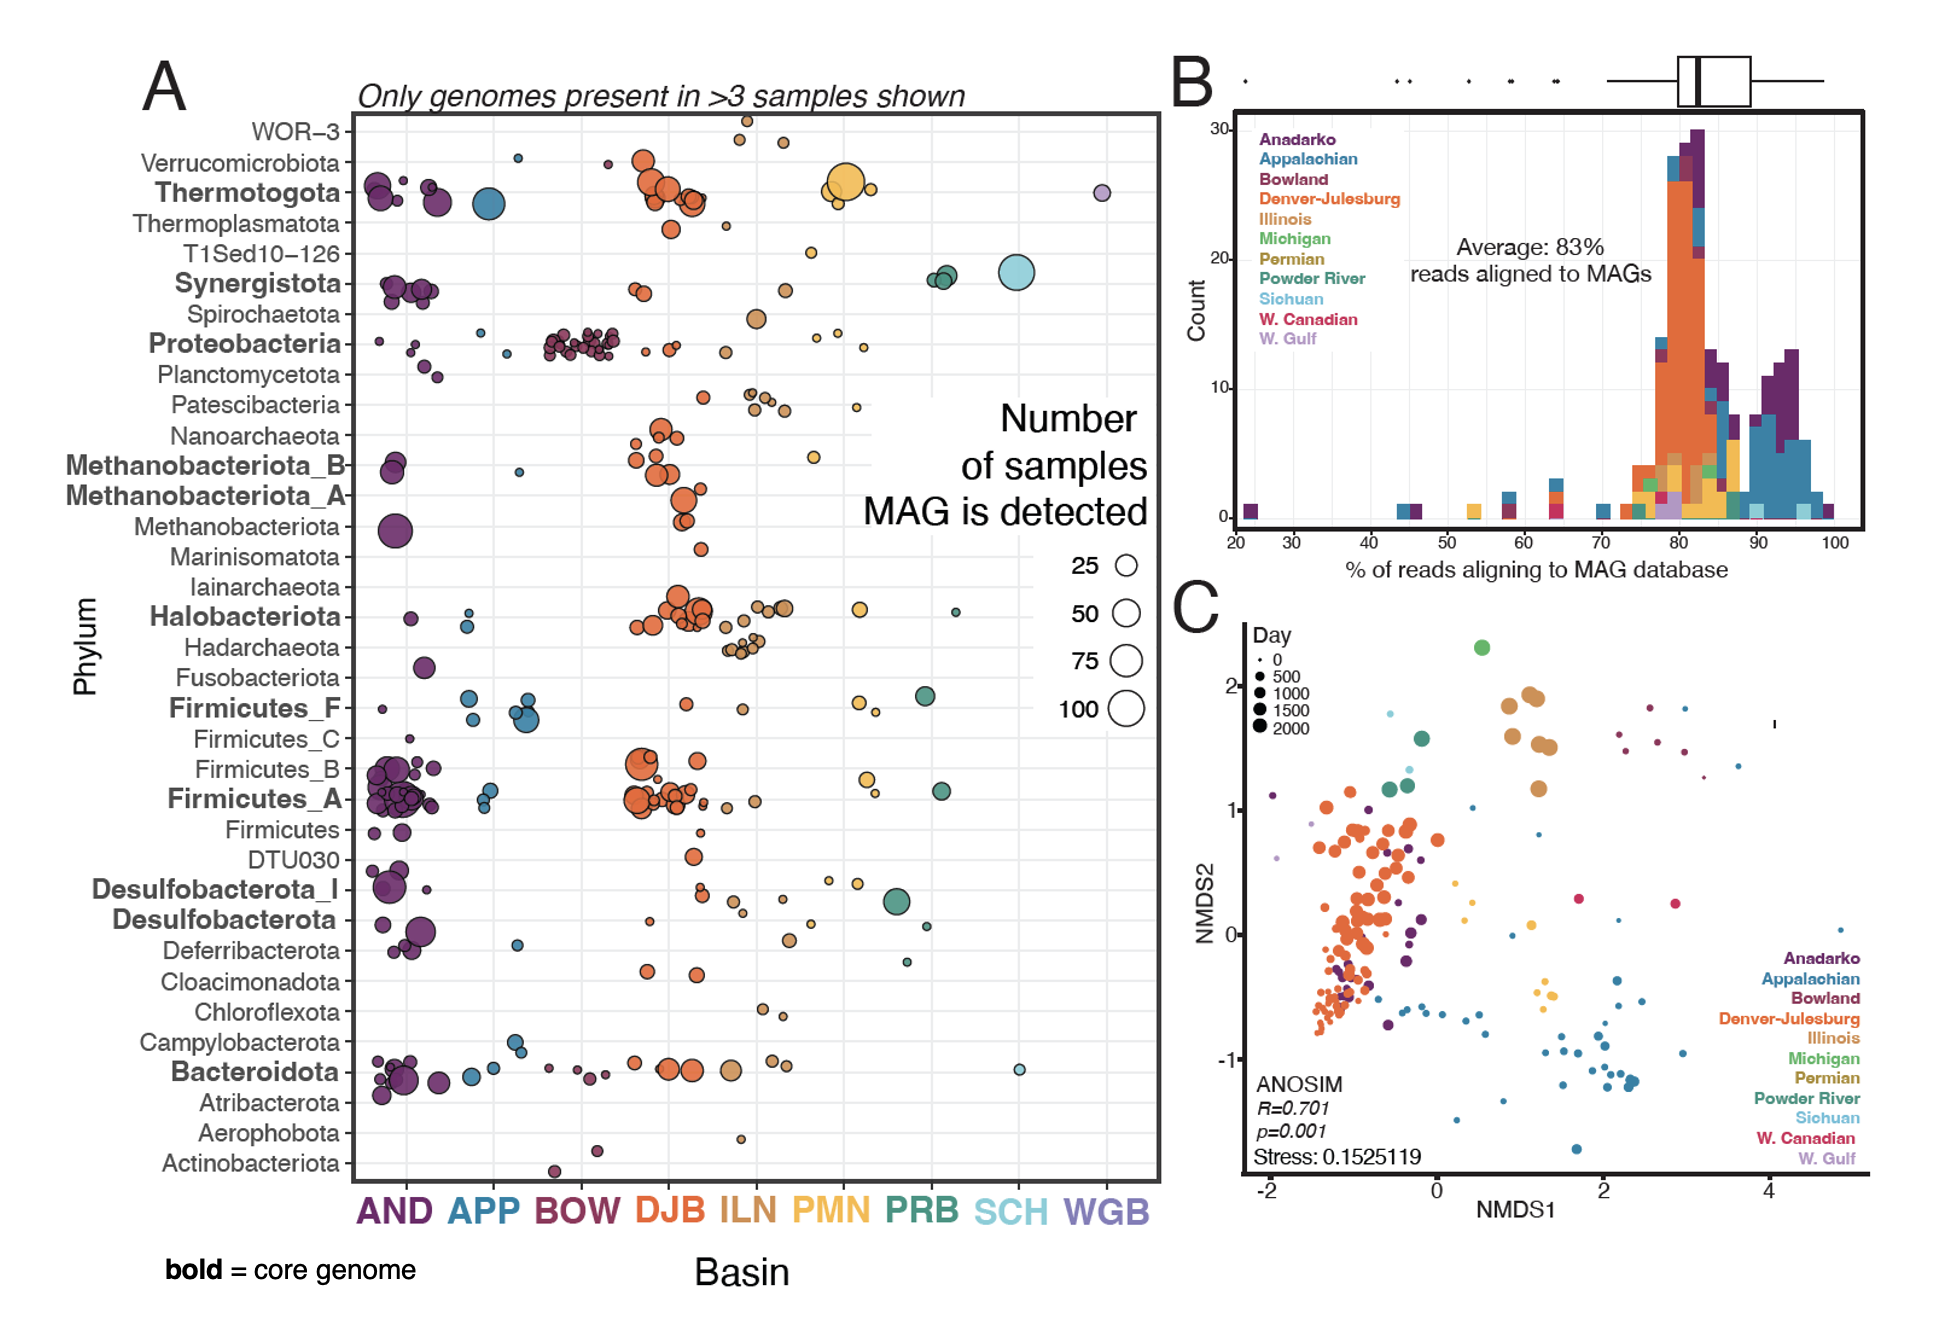 A
Only genomes present in >3 samples shown
WOR−3
Verrucomicrobiota
Thermotogota
Thermoplasmatota
T1Sed10−126
Synergistota
Spirochaetota
Proteobacteria
Planctomycetota
Patescibacteria
Nanoarchaeota
Methanobacteriota_B
Methanobacteriota_A
Methanobacteriota
Marinisomatota
Iainarchaeota
Halobacteriota
Hadarchaeota
Fusobacteriota
Firmicutes_F
Firmicutes_C
Firmicutes_B
Firmicutes_A
Firmicutes
DTU030
Desulfobacterota_I
Desulfobacterota
Deferribacterota
Cloacimonadota
Chloroflexota
Campylobacterota
Bacteroidota
Atribacterota
Aerophobota
Actinobacteriota
Phylum
Number
of samples
MAG is detected
25
50
75
100
AND APP BOW DJB ILN PMN PRB SCH WGB
Basin
bold = core genome
B
30
20
10
0
Count
Anadarko
Appalachian
Bowland
Denver-Julesburg
Illinois
Michigan
Permian
Powder River
Sichuan
W. Canadian
W. Gulf
Average: 83%
reads aligned to MAGs
20 30 40 50 60 70 80 90 100
% of reads aligning to MAG database
C
Day
0
500
1000
1500
2000
2
1
0
-1
NMDS2
ANOSIM
R=0.701
p=0.001
Stress: 0.1525119
Anadarko
Appalachian
Bowland
Denver-Julesburg
Illinois
Michigan
Permian
Powder River
Sichuan
W. Canadian
W. Gulf
-2 0 2 4
NMDS1